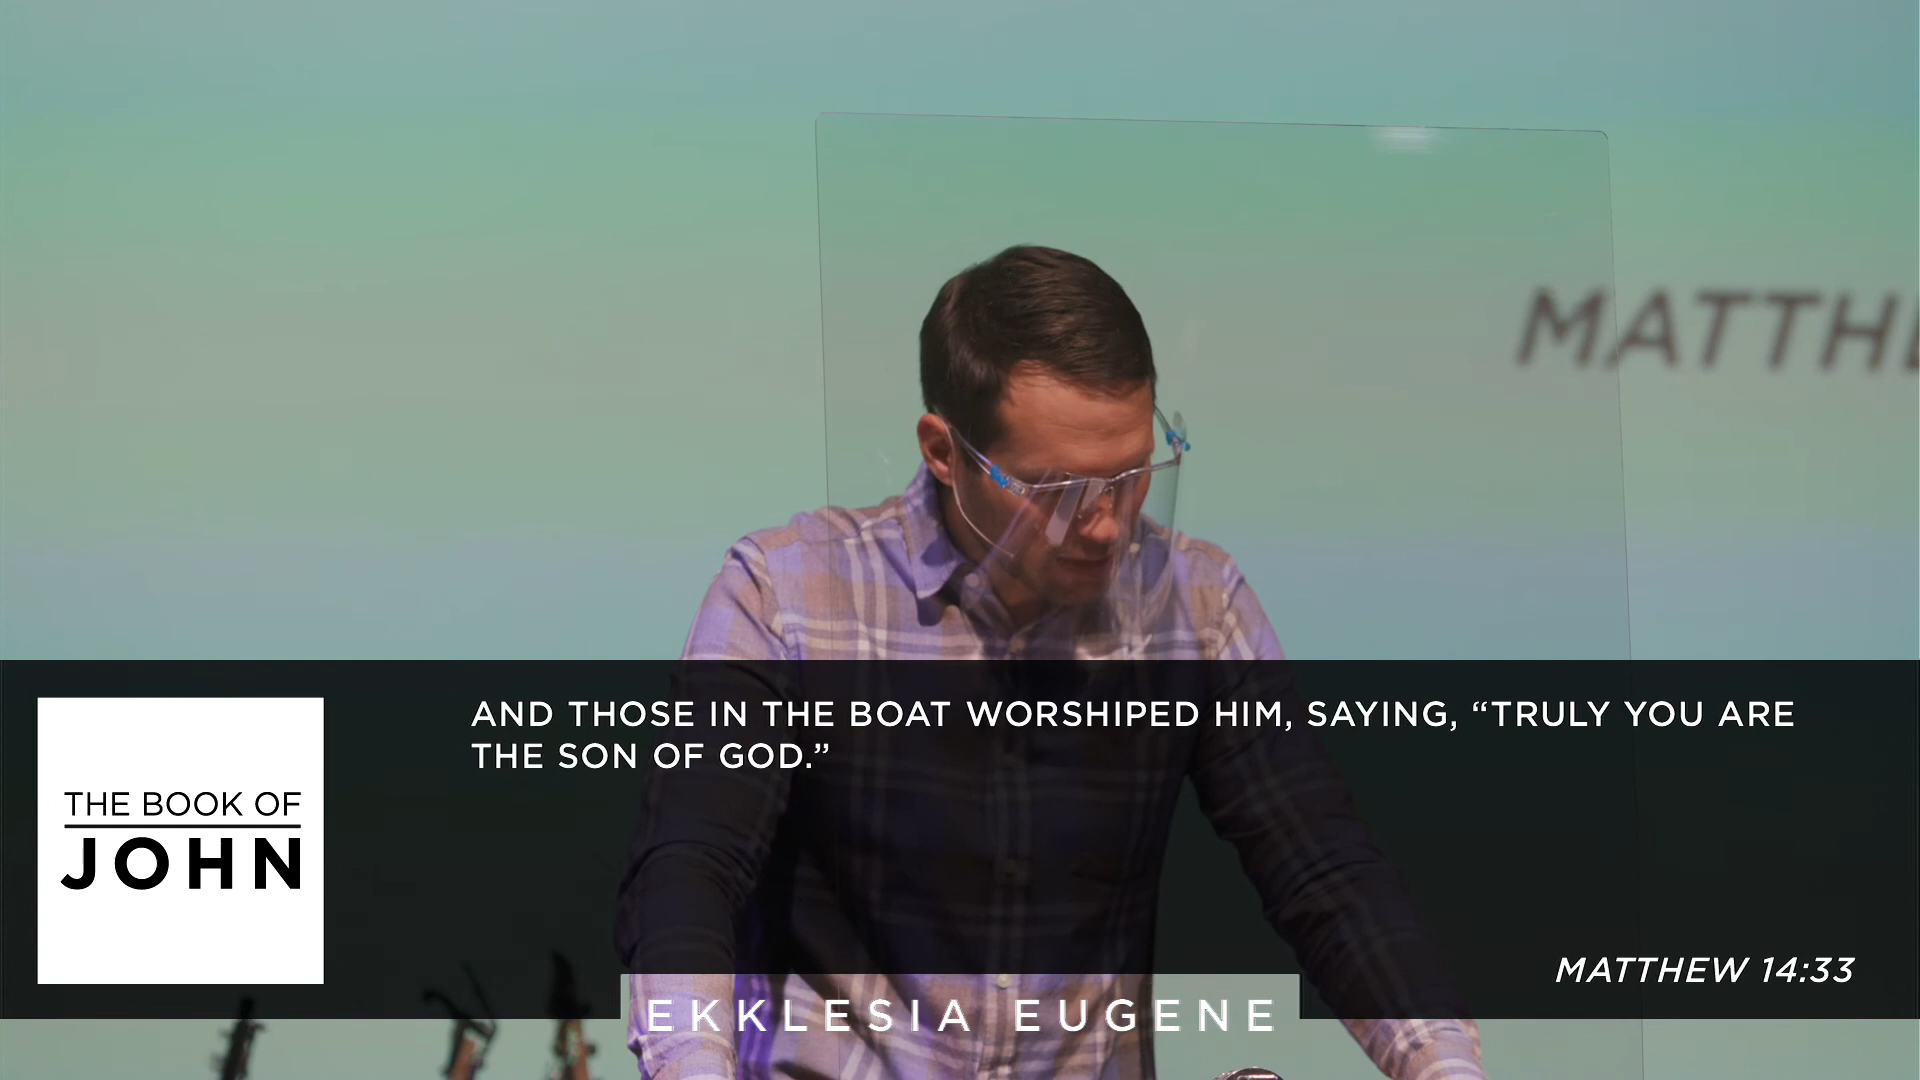 MATTHE
AND THOSE IN THE BOAT WORSHIPED HIM, SAYING, “TRULY YOU ARE
THE SON OF GOD.”
THE BOOK OF
JOHN
MATTHEW 14:33
EKKLESIA EUGENE